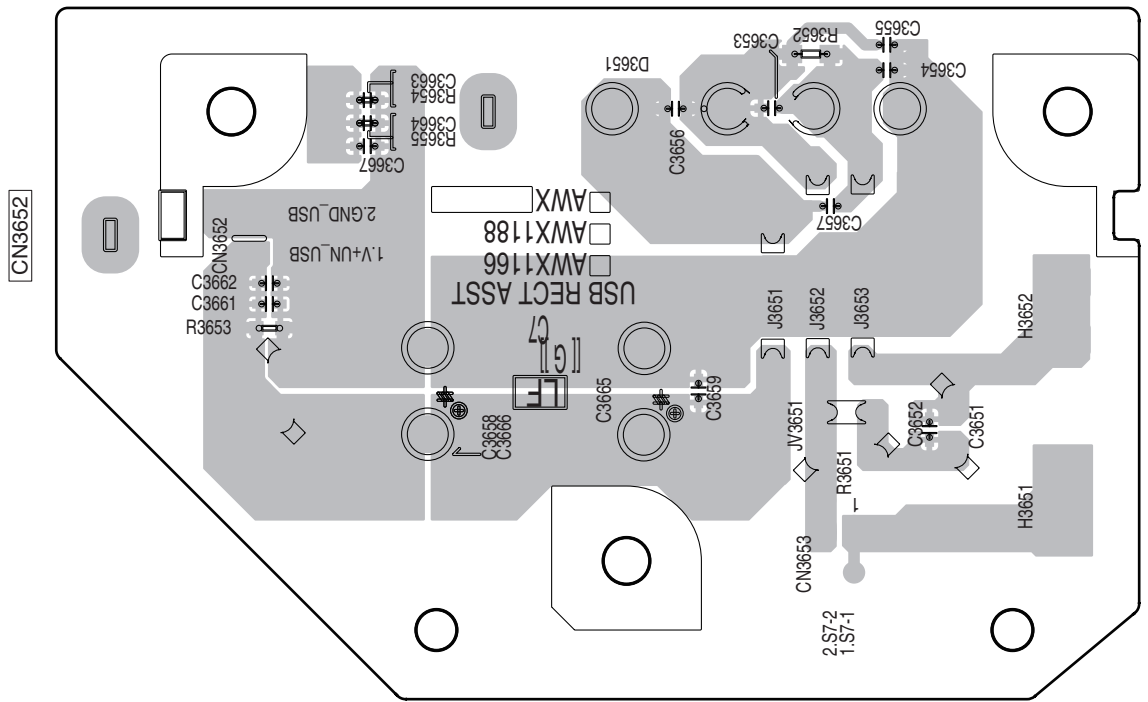 CN3652
C3663
R3654
C3664
R3655
C3667
D3651
C3653
R3652
C3655
C3654
C3656
C3657
2.GND_USB
1.V+UN_USB
CN3652
C3662
C3661
R3653
AWX
AWX1188
AWX1166
USB RECT ASST
C7
[[ G ]]
LF
J3651
J3652
J3653
H3652
C3665
C3659
C3658
C3666
JV3651
R3651
C3652
C3651
1
H3651
CN3653
2.S7-2
1.S7-1